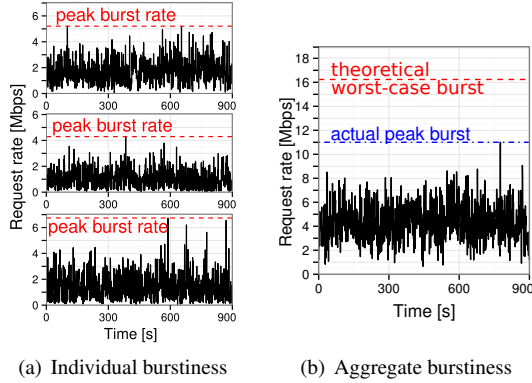 peak burst rate
6
4
2
0
0 300 600 900
peak burst rate
6
4
2
0
0 300 600 900
peak burst rate
6
4
2
0
0 300 600 900
Request rate [Mbps]
Time [s]
(a) Individual burstiness
theoretical
worst-case burst
actual peak burst
18
16
14
12
10
8
6
4
2
0
0 300 600 900
Request rate [Mbps]
Time [s]
(b) Aggregate burstiness